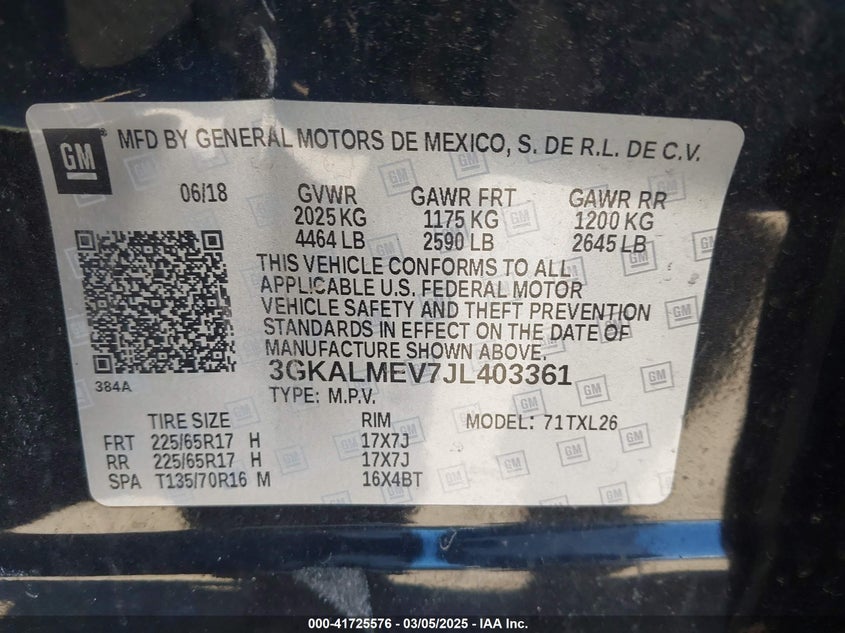 GM MFD BY GENERAL MOTORS DE MEXICO, S. DE R.L. DE C.V.
06/18 GVWR GAWR FRT GAWR RR
2025 KG 1175 KG 1200 KG
4464 LB 2590 LB 2645 LB
THIS VEHICLE CONFORMS TO ALL
APPLICABLE U.S. FEDERAL MOTOR
VEHICLE SAFETY AND THEFT PREVENTION
STANDARDS IN EFFECT ON THE DATE OF
MANUFACTURE SHOWN ABOVE.
384A 3GKALMEV7JL403361
TYPE: M.P.V.
TIRE SIZE RIM MODEL: 71TXL26
FRT 225/65R17 H 17X7J
RR 225/65R17 H 17X7J
SPA T135/70R16 M 16X4BT
000-41725576 - 03/05/2025 - IAA Inc.